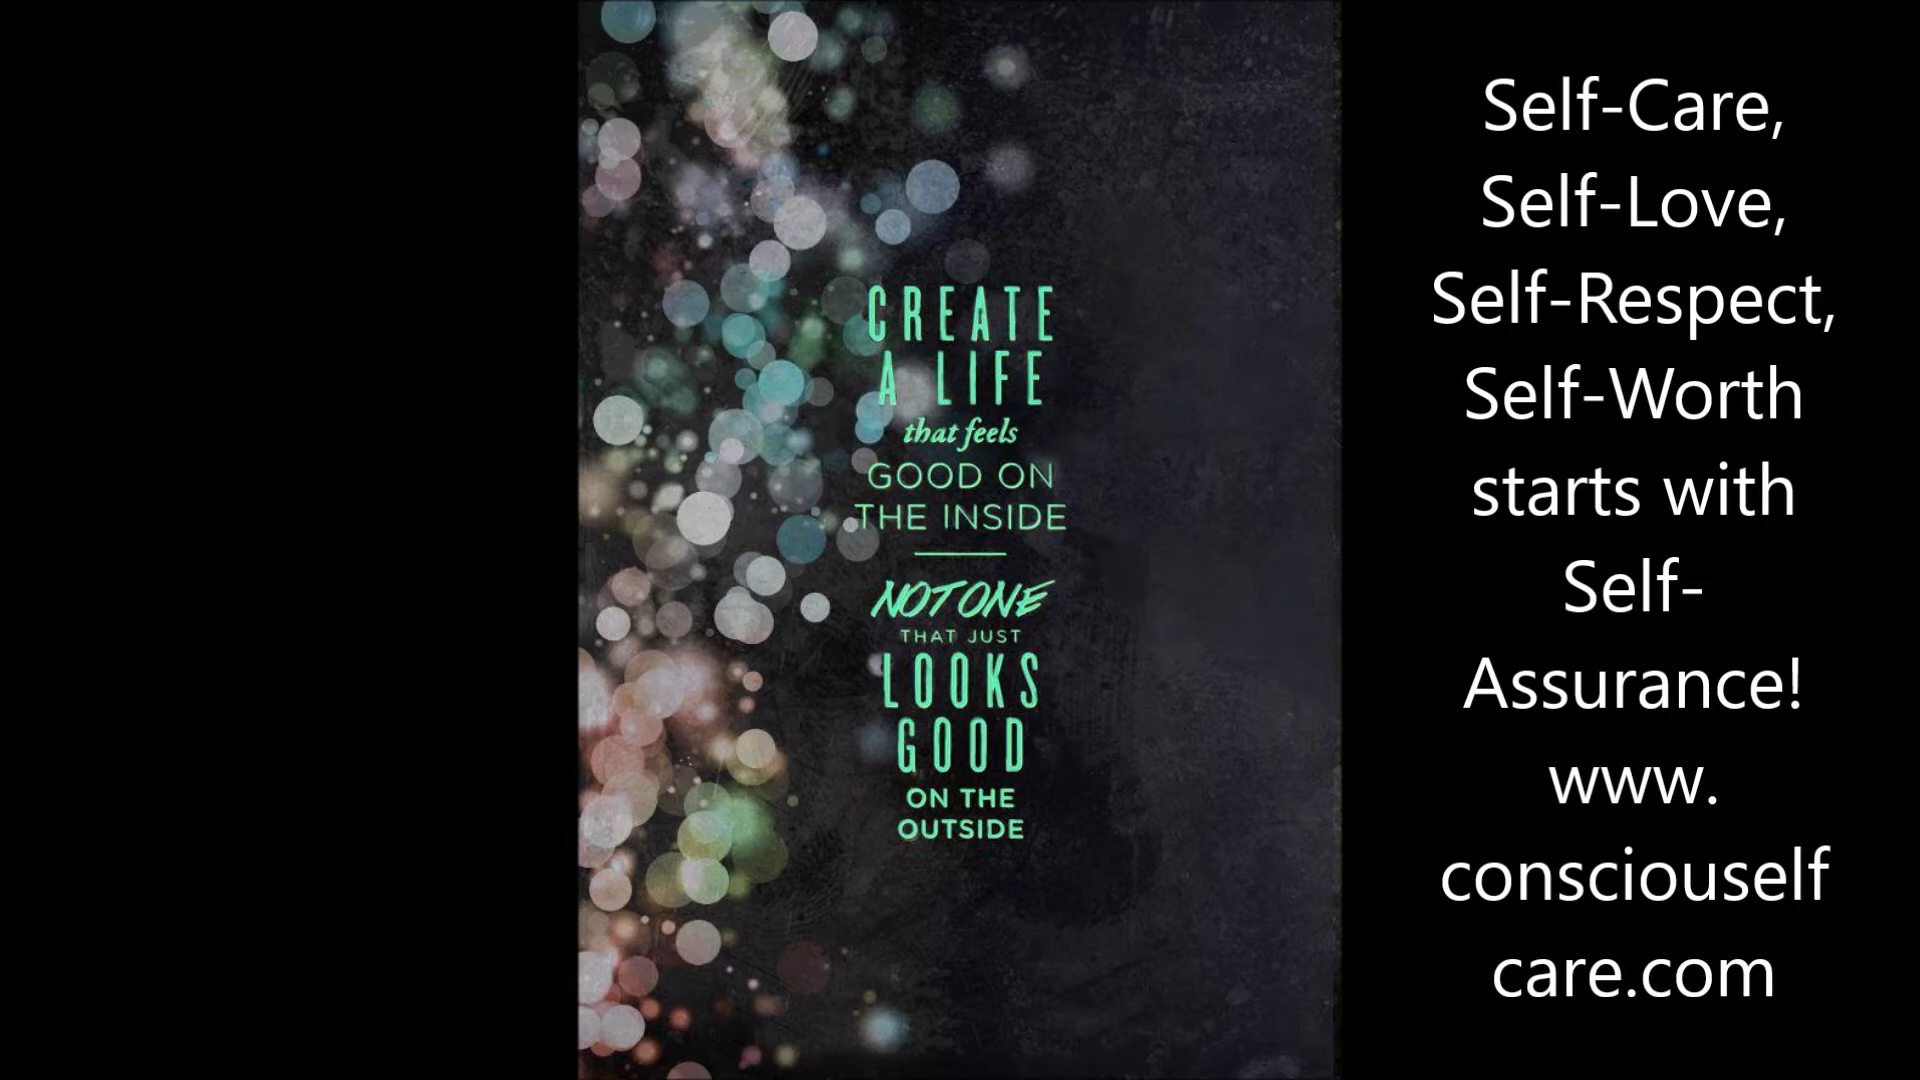 CREATE
A LIFE
that feels
GOOD ON
THE INSIDE
NOT ONE
THAT JUST
LOOKS
GOOD
ON THE
OUTSIDE
Self-Care,
Self-Love,
Self-Respect,
Self-Worth
starts with
Self-
Assurance!
www.
consciouself
care.com